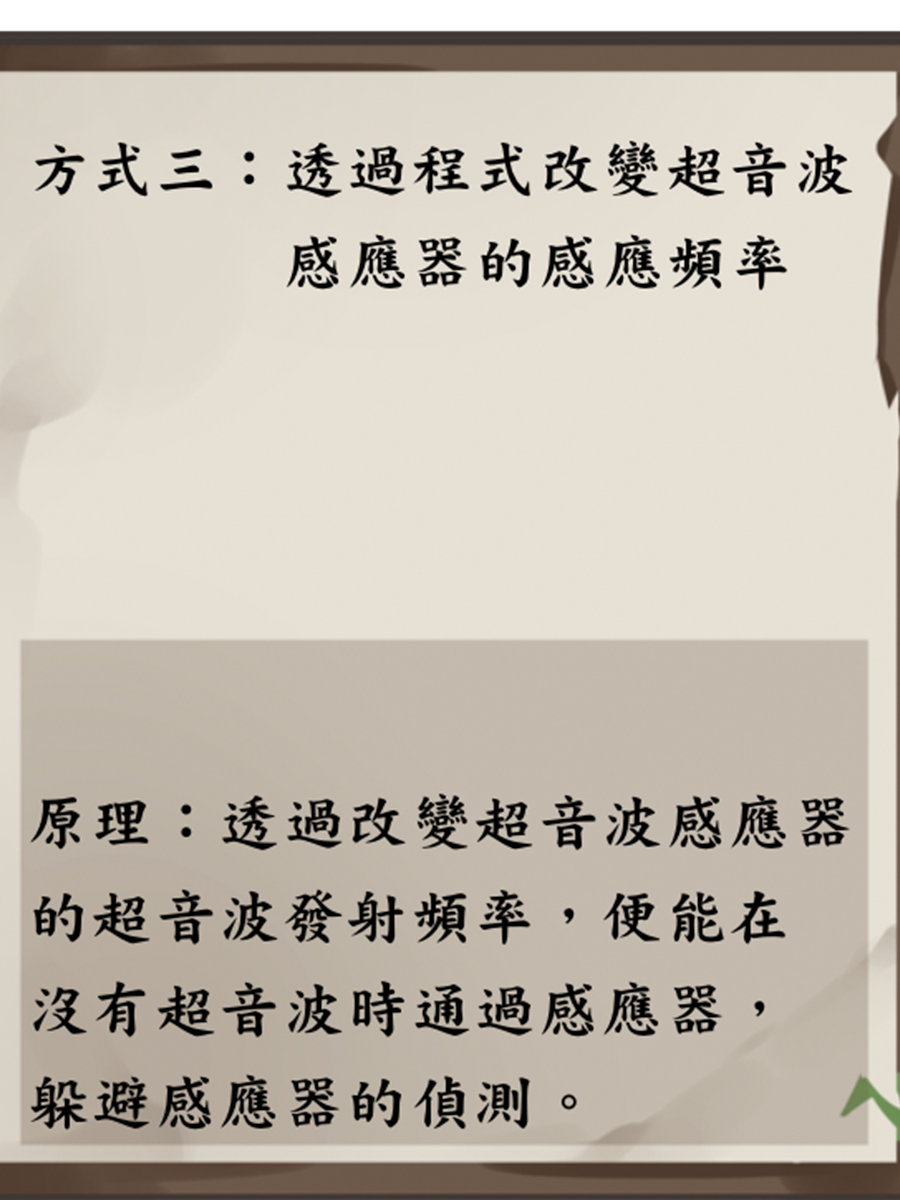 方式三：透過程式改變超音波
感應器的感應頻率
原理：透過改變超音波感應器
的超音波發射頻率，便能在
沒有超音波時通過感應器，
躲避感應器的偵測。